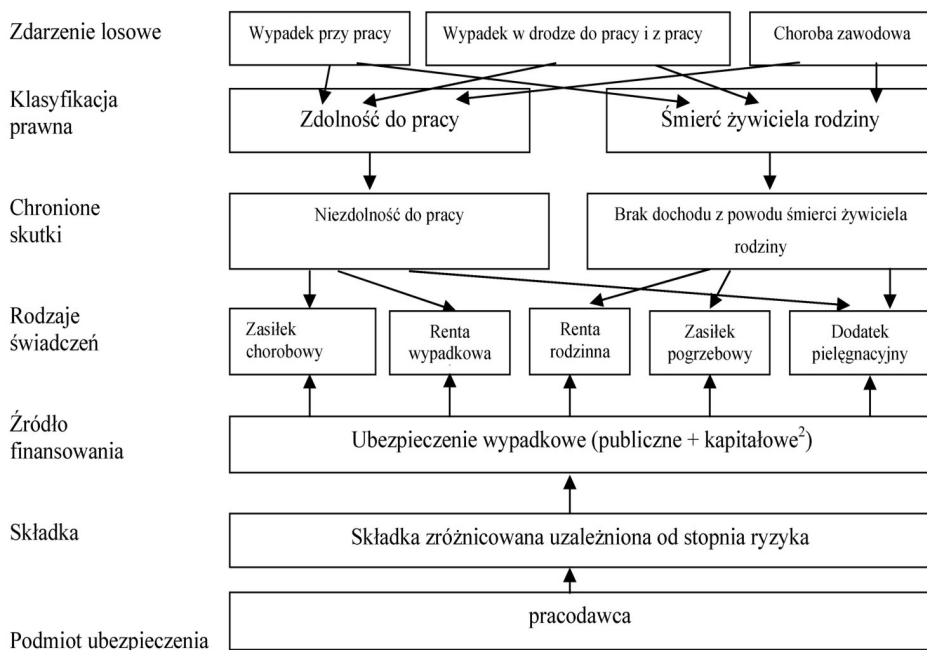 Zdarzenie losowe
Wypadek przy pracy
Wypadek w drodze do pracy i z pracy
Choroba zawodowa
Klasyfikacja
prawna
Zdolność do pracy
Śmierć żywiciela rodziny
Chronione
skutki
Niezdolność do pracy
Brak dochodu z powodu śmierci żywiciela
rodziny
Rodzaje
świadczeń
Zasiłek
chorobowy
Renta
wypadkowa
Renta
rodzinna
Zasiłek
pogrzebowy
Dodatek
pielęgnacyjny
Źródło
finansowania
Ubezpieczenie wypadkowe (publiczne + kapitałowe²)
Składka
Składka zróżnicowana uzależniona od stopnia ryzyka
pracodawca
Podmiot ubezpieczenia